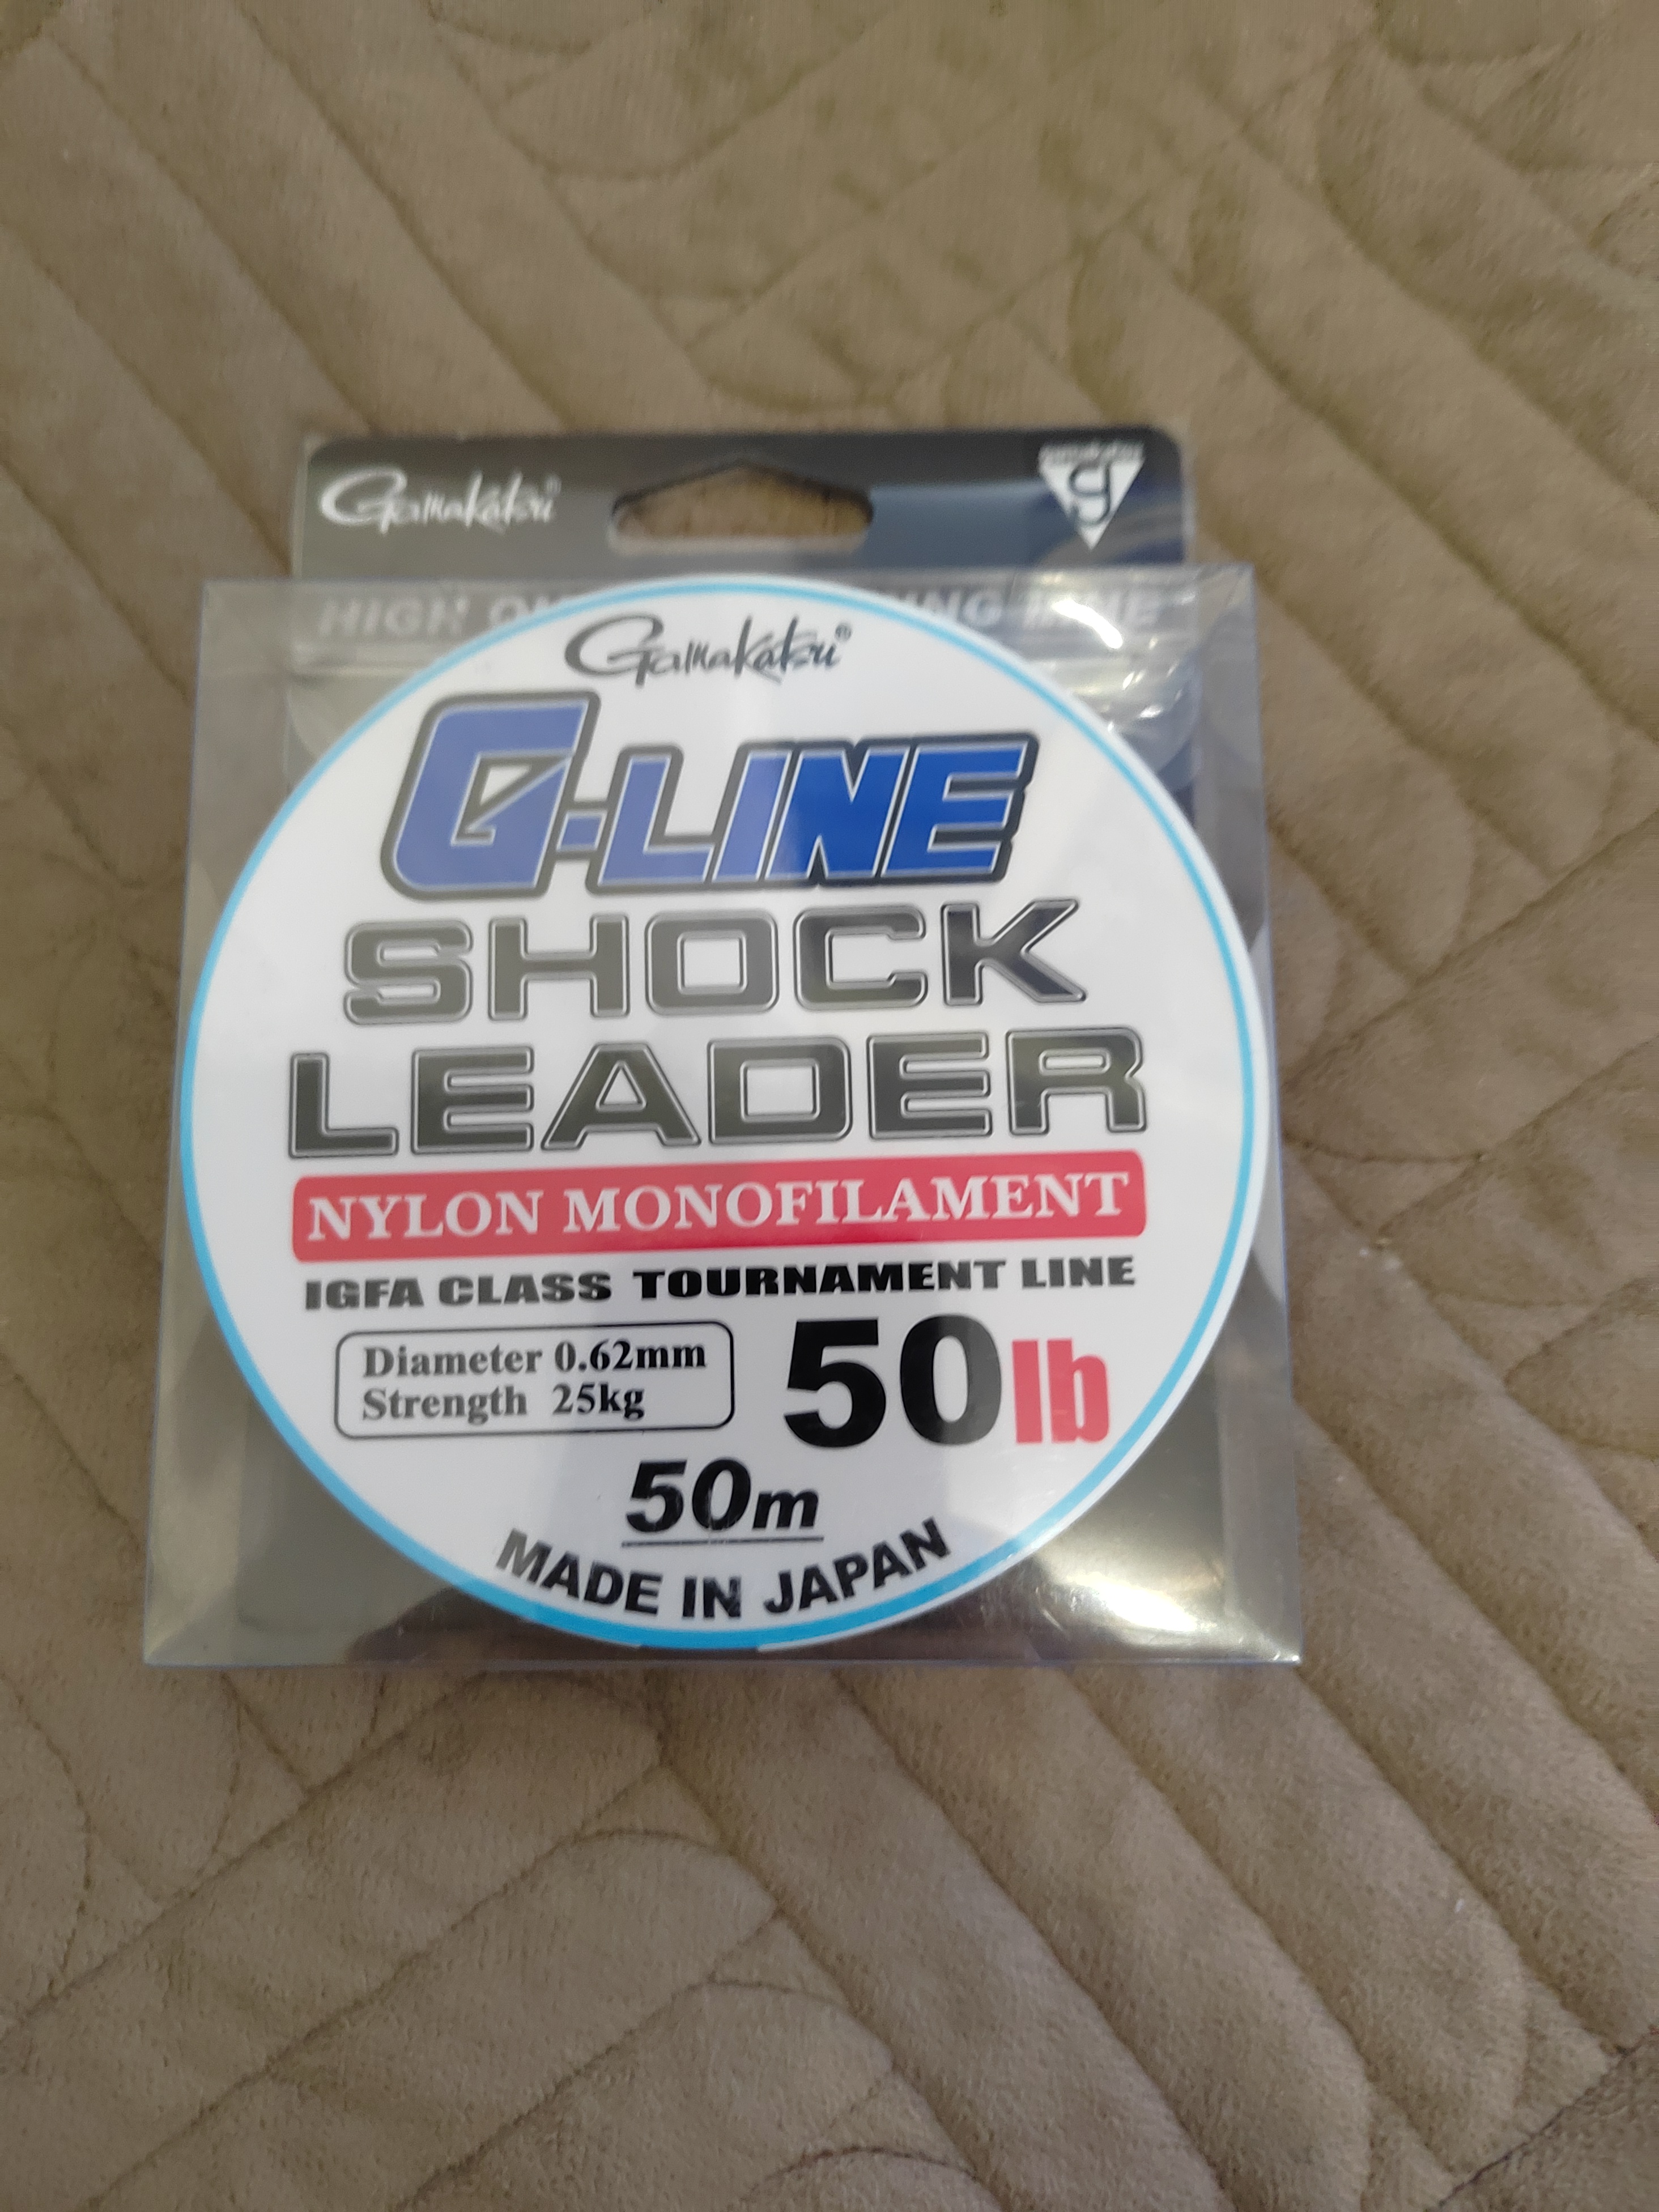 Gamakatsu®
HIGH
Gamakatsu®
G-LINE
SHOCK
LEADER
NYLON MONOFILAMENT
IGFA CLASS TOURNAMENT LINE
Diameter 0.62mm
Strength 25kg
50lb
50m
MADE IN JAPAN